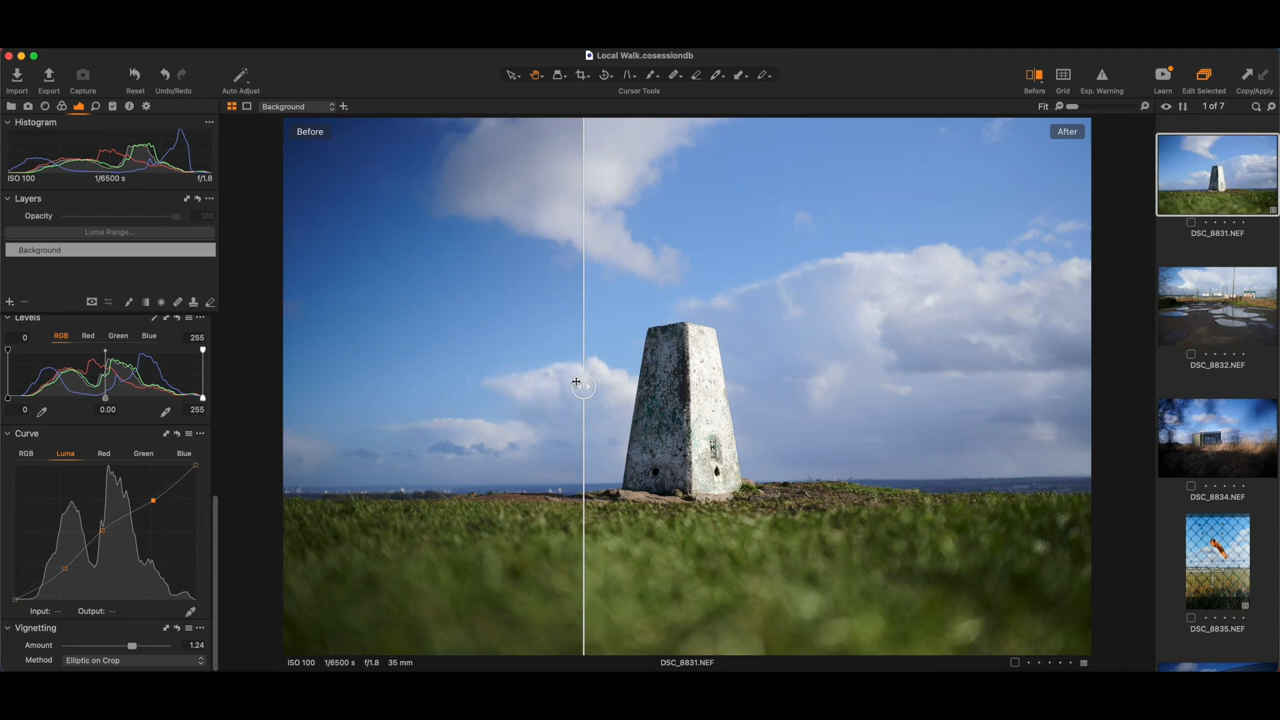 Local Walk.cosessiondb
Import Export Capture Reset Undo/Redo Auto Adjust Cursor Tools Before Grid Exp. Warning Learn Edit Selected Copy/Apply
Background Fit 1 of 7
Histogram
ISO 100 1/6500 s f/1.8
Layers
Opacity 100
Luma Range...
Background
Levels
0 RGB Red Green Blue 255
0 0.00 255
Curve
RGB Luma Red Green Blue
Input: -- Output: --
Vignetting
Amount 1.24
Method Elliptic on Crop
Before After
ISO 100 1/6500 s f/1.8 35 mm DSC_8831.NEF
DSC_8831.NEF
DSC_8832.NEF
DSC_8834.NEF
DSC_8835.NEF